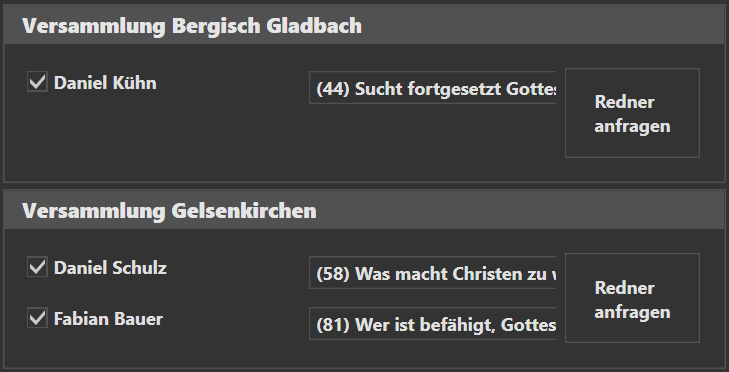 Versammlung Bergisch Gladbach
Daniel Kühn
(44) Sucht fortgesetzt Gottes
Redner
anfragen
Versammlung Gelsenkirchen
Daniel Schulz
(58) Was macht Christen zu
Fabian Bauer
(81) Wer ist befähigt, Gottes
Redner
anfragen